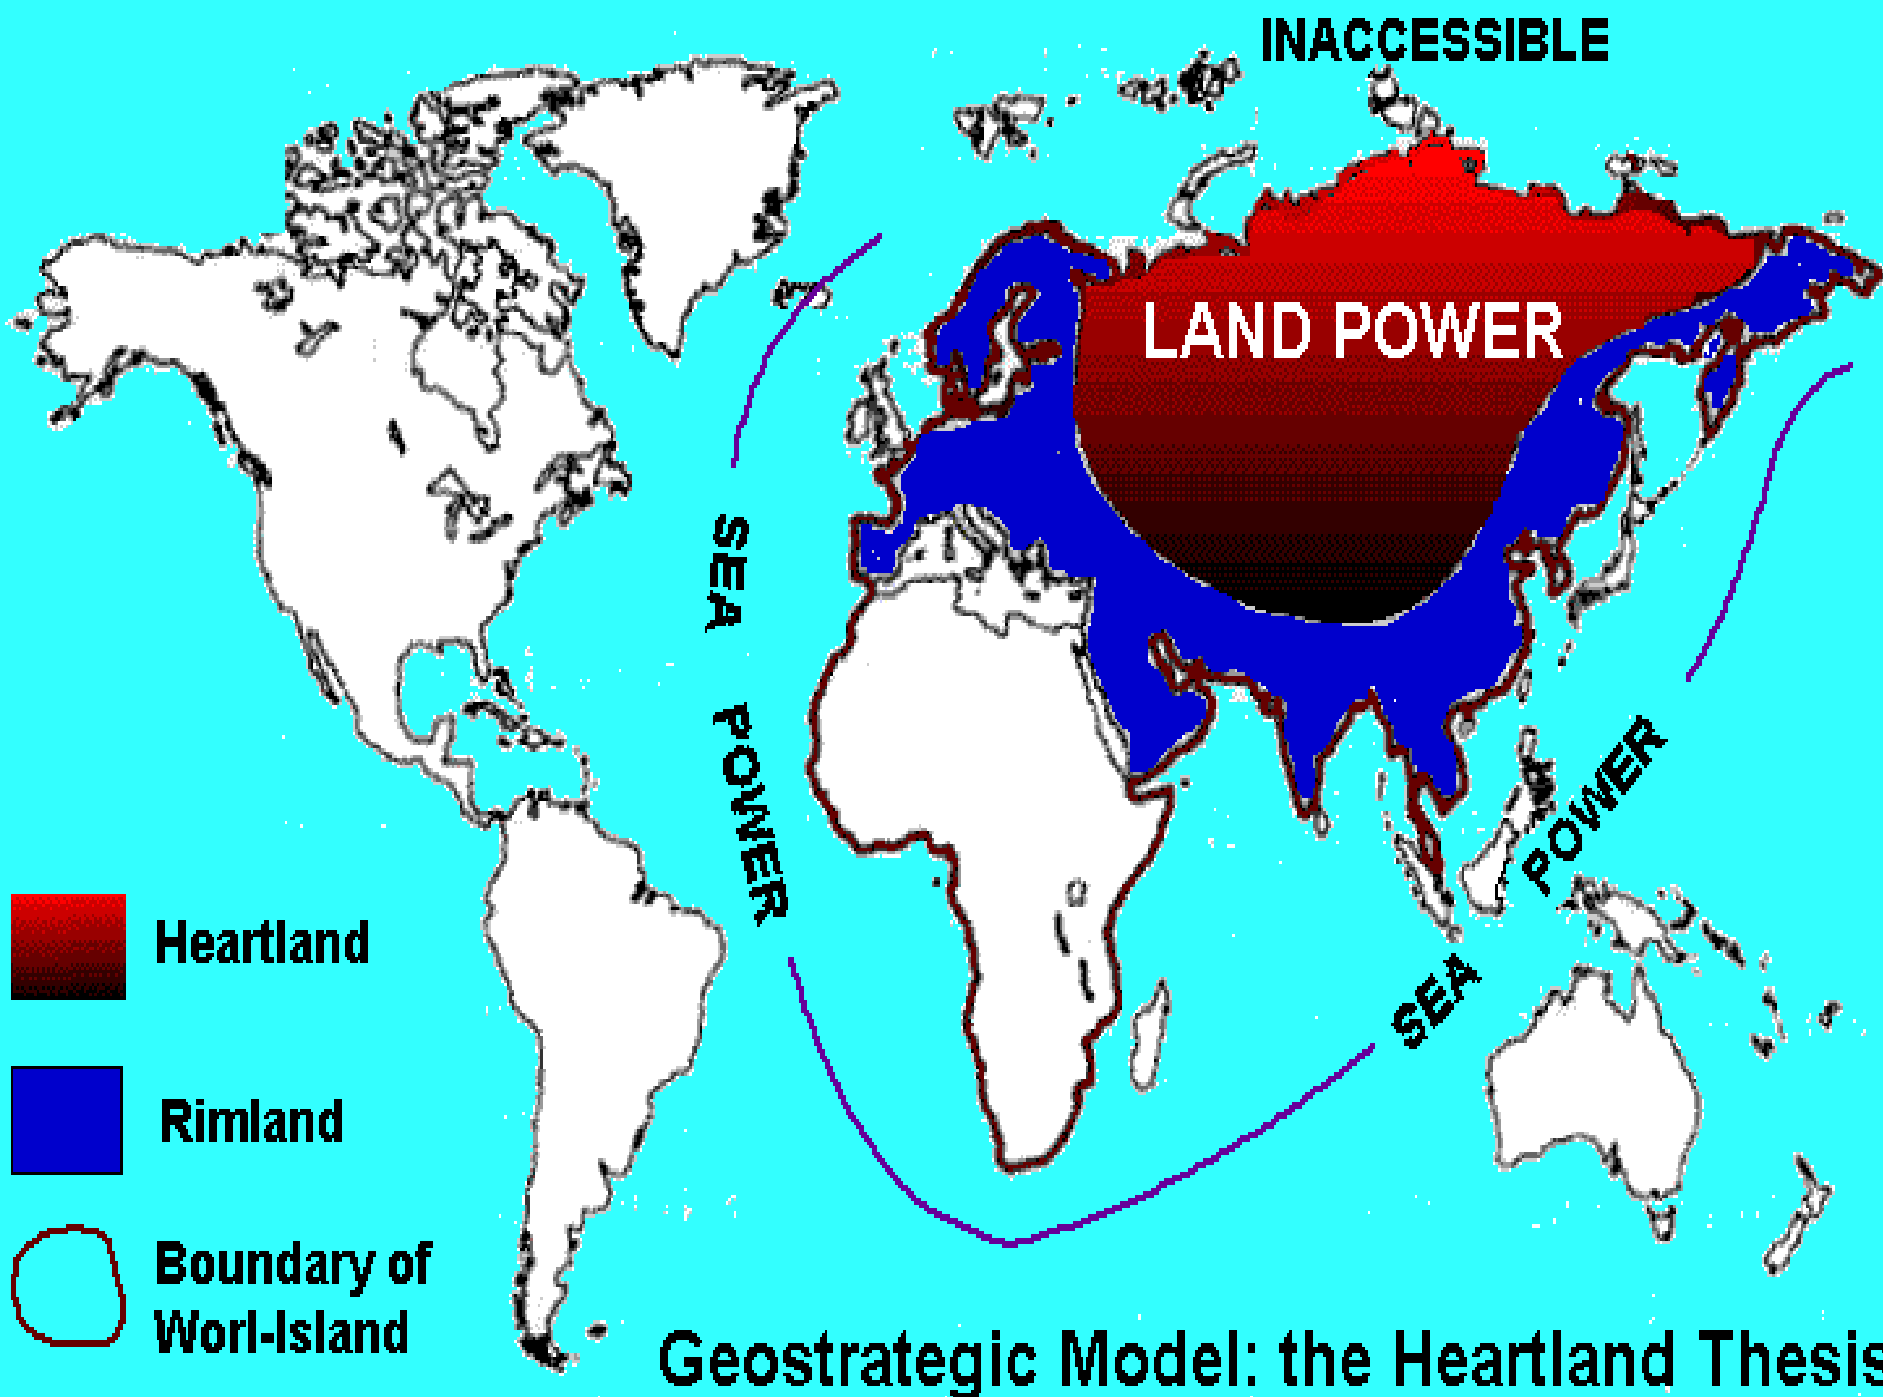 INACCESSIBLE
LAND POWER
SEA POWER
SEA POWER
Heartland
Rimland
Boundary of
Worl-Island
Geostrategic Model: the Heartland Thesis